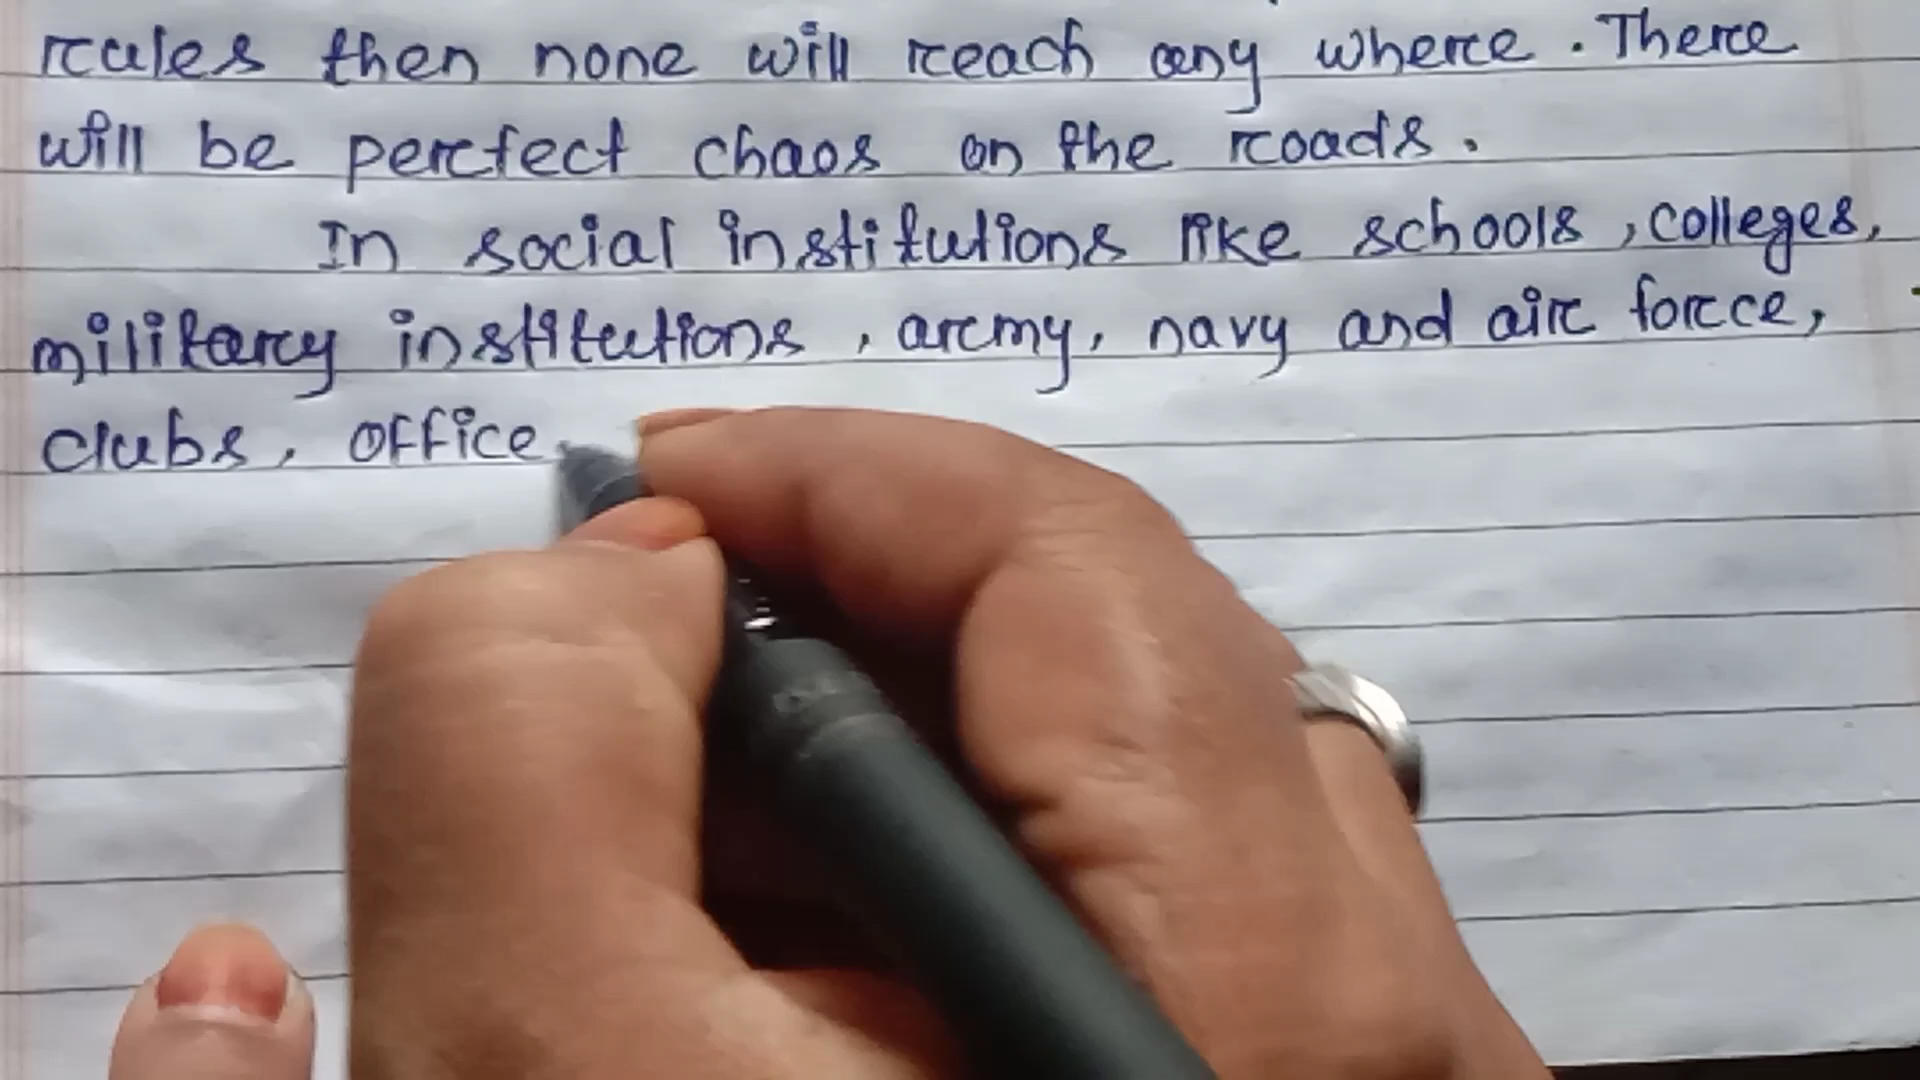 rules then none will reach any where. There
will be perfect chaos on the roads.
In social institutions like schools, colleges,
military institutions, army, navy and air force,
clubs, office